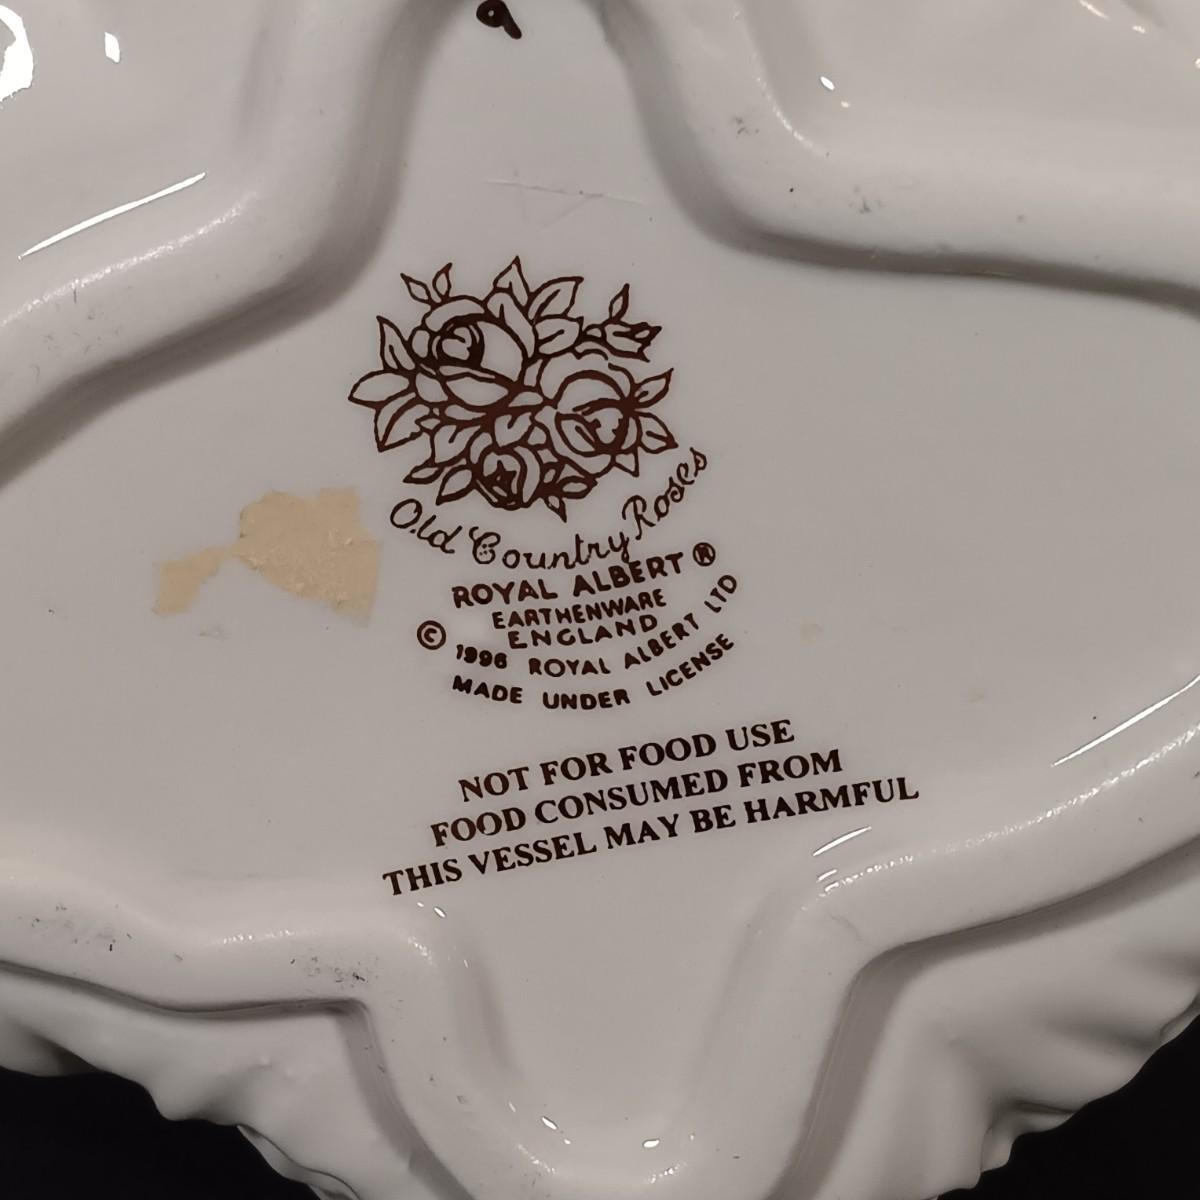 9
Old Country Roses
ROYAL ALBERT ®
EARTHENWARE
ENGLAND
© 1996 ROYAL ALBERT LTD
MADE UNDER LICENSE
NOT FOR FOOD USE
FOOD CONSUMED FROM
THIS VESSEL MAY BE HARMFUL